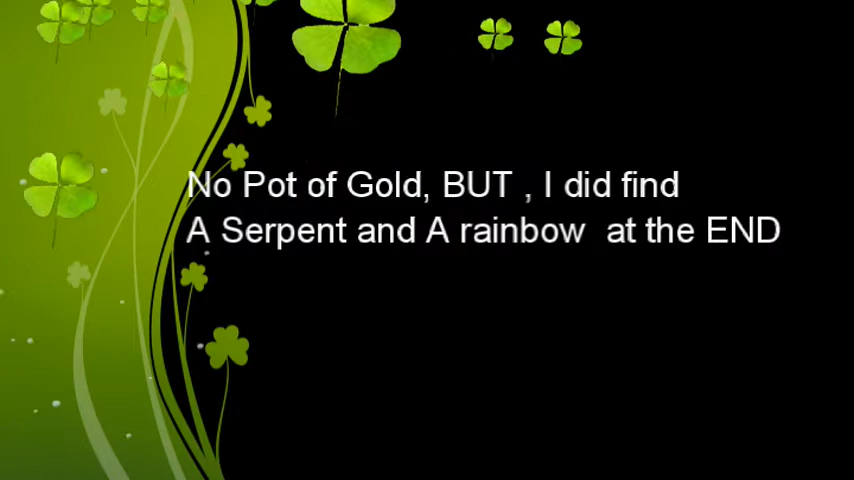 No Pot of Gold, BUT , I did find
A Serpent and A rainbow  at the END